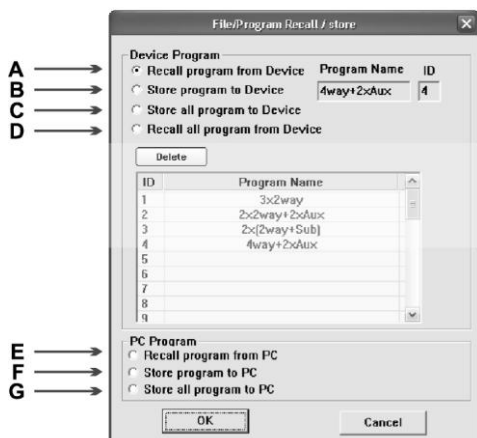 File/Program Recall / store
Device Program
A Recall program from Device Program Name ID
B Store program to Device 4way+2xAux 4
C Store all program to Device
D Recall all program from Device
Delete
ID Program Name
1 3x2way
2 2x2way+2xAux
3 2x(2way+Sub)
4 4way+2xAux
5
6
7
8
9
PC Program
E Recall program from PC
F Store program to PC
G Store all program to PC
OK Cancel